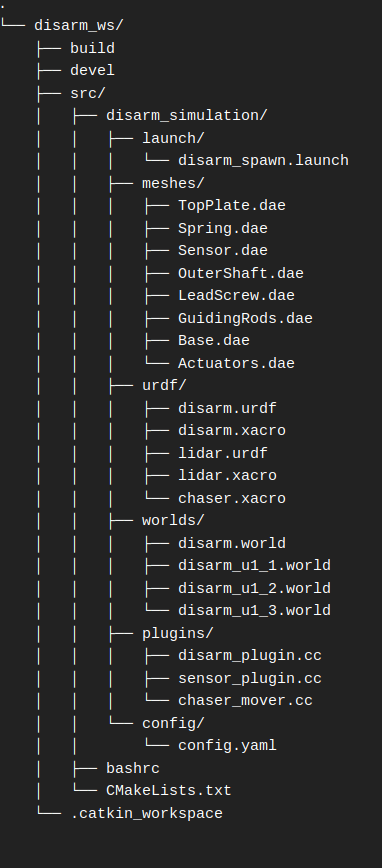 .
└── disarm_ws/
    ├── build
    ├── devel
    ├── src/
    │   ├── disarm_simulation/
    │   │   ├── launch/
    │   │   │   └── disarm_spawn.launch
    │   │   ├── meshes/
    │   │   │   ├── TopPlate.dae
    │   │   │   ├── Spring.dae
    │   │   │   ├── Sensor.dae
    │   │   │   ├── OuterShaft.dae
    │   │   │   ├── LeadScrew.dae
    │   │   │   ├── GuidingRods.dae
    │   │   │   ├── Base.dae
    │   │   │   └── Actuators.dae
    │   │   ├── urdf/
    │   │   │   ├── disarm.urdf
    │   │   │   ├── disarm.xacro
    │   │   │   ├── lidar.urdf
    │   │   │   ├── lidar.xacro
    │   │   │   └── chaser.xacro
    │   │   ├── worlds/
    │   │   │   ├── disarm.world
    │   │   │   ├── disarm_u1_1.world
    │   │   │   ├── disarm_u1_2.world
    │   │   │   └── disarm_u1_3.world
    │   │   ├── plugins/
    │   │   │   ├── disarm_plugin.cc
    │   │   │   ├── sensor_plugin.cc
    │   │   │   └── chaser_mover.cc
    │   │   └── config/
    │   │       └── config.yaml
    │   ├── bashrc
    │   └── CMakeLists.txt
    └── .catkin_workspace